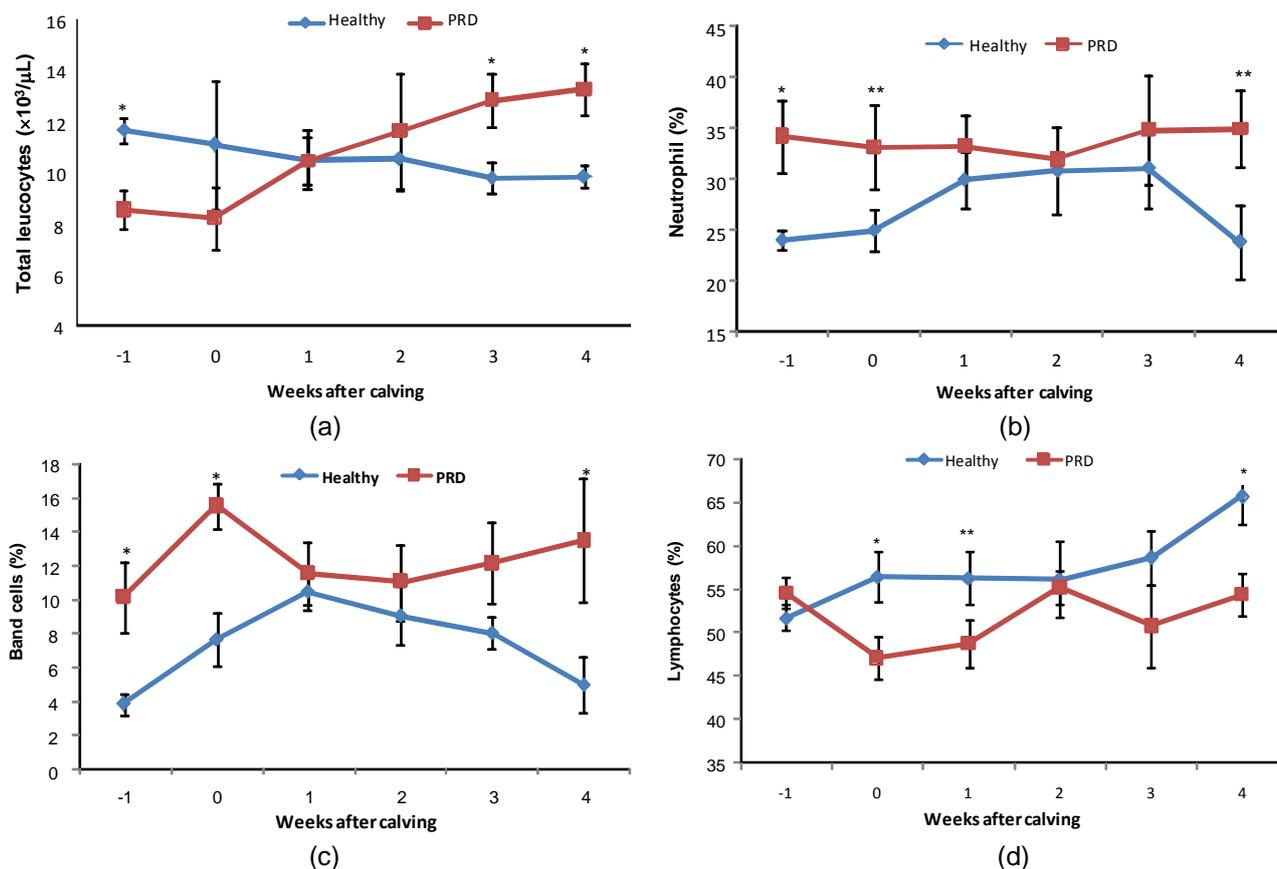 Healthy PRD
*
*
*
16
14
12
10
8
6
4
Total leucocytes (×10³/µL)
-1 0 1 2 3 4
Weeks after calving
(a)
Healthy PRD
*
**
**
45
40
35
30
25
20
15
Neutrophil (%)
-1 0 1 2 3 4
Weeks after calving
(b)
Healthy PRD
*
*
*
18
16
14
12
10
8
6
4
2
0
Band cells (%)
-1 0 1 2 3 4
Weeks after calving
(c)
Healthy PRD
*
**
*
70
65
60
55
50
45
40
35
Lymphocytes (%)
-1 0 1 2 3 4
Weeks after calving
(d)